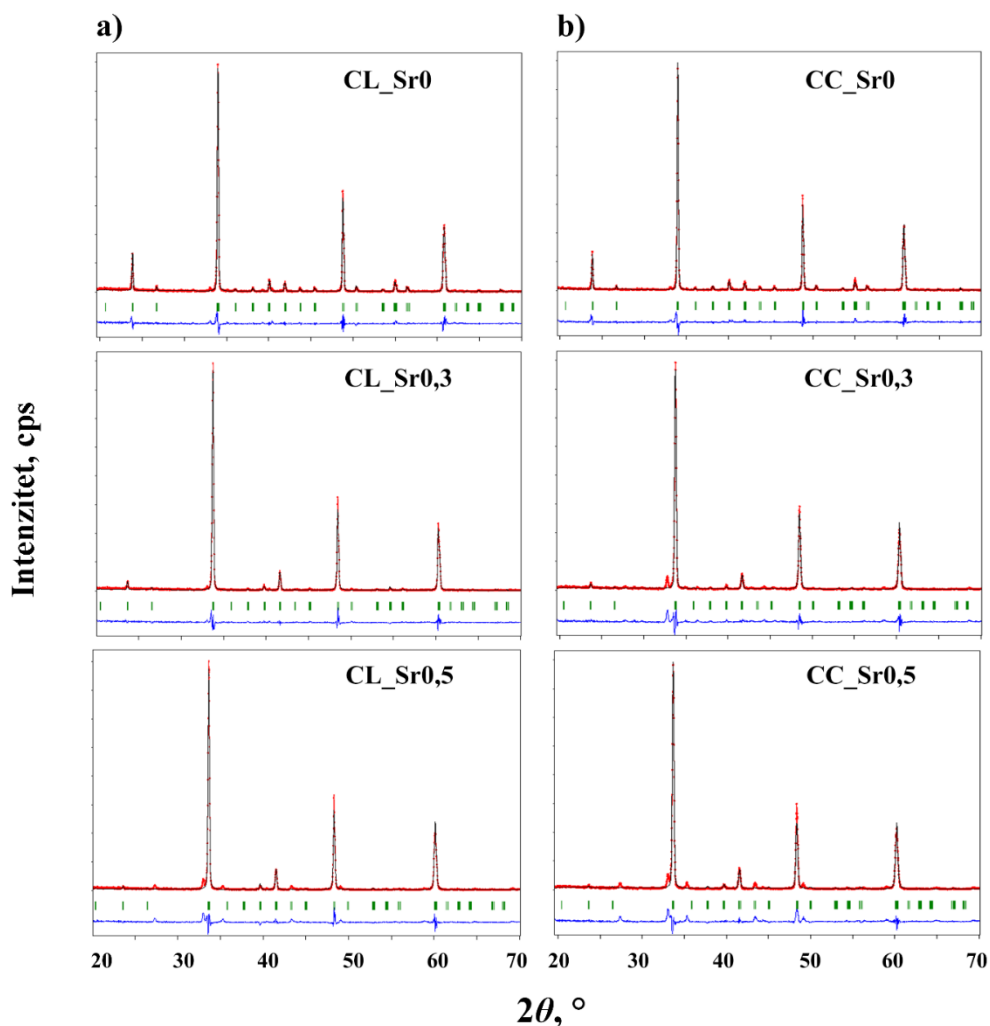 a)
b)
CL_Sr0
CC_Sr0
CL_Sr0,3
CC_Sr0,3
CL_Sr0,5
CC_Sr0,5
Intenzitet, cps
20 30 40 50 60 70
20 30 40 50 60 70
2θ, °